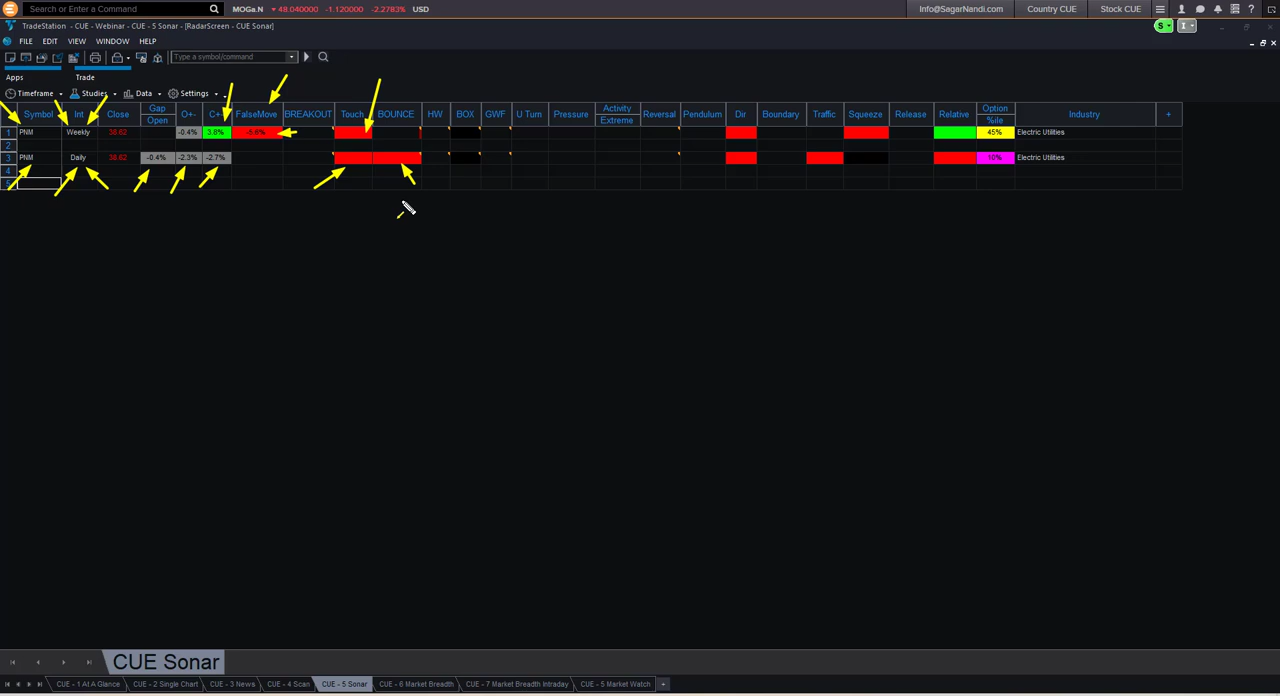 Search or Enter a Command MOGa.N 48.040000 -1.120000 -2.2783% USD Info@SagarNandi.com Country CUE Stock CUE
TradeStation - CUE - Webinar - CUE - 5 Sonar - [RadarScreen - CUE Sonar] S I
FILE EDIT VIEW WINDOW HELP
Type a symbol/command
Apps Trade
Timeframe Studies Data Settings
Symbol Int Close Gap Open O+- C+- FalseMove BREAKOUT Touch BOUNCE HW BOX GWF U Turn Pressure Activity Extreme Reversal Pendulum Dir Boundary Traffic Squeeze Release Relative Option %ile Industry +
1 PNM Weekly 38.62 -0.4% 3.8% -5.6% 45% Electric Utilities
2
3 PNM Daily 38.62 -0.4% -2.3% -2.7% 10% Electric Utilities
4
5
CUE Sonar
CUE - 1 At A Glance CUE - 2 Single Chart CUE - 3 News CUE - 4 Scan CUE - 5 Sonar CUE - 6 Market Breadth CUE - 7 Market Breadth Intraday CUE - 5 Market Watch +